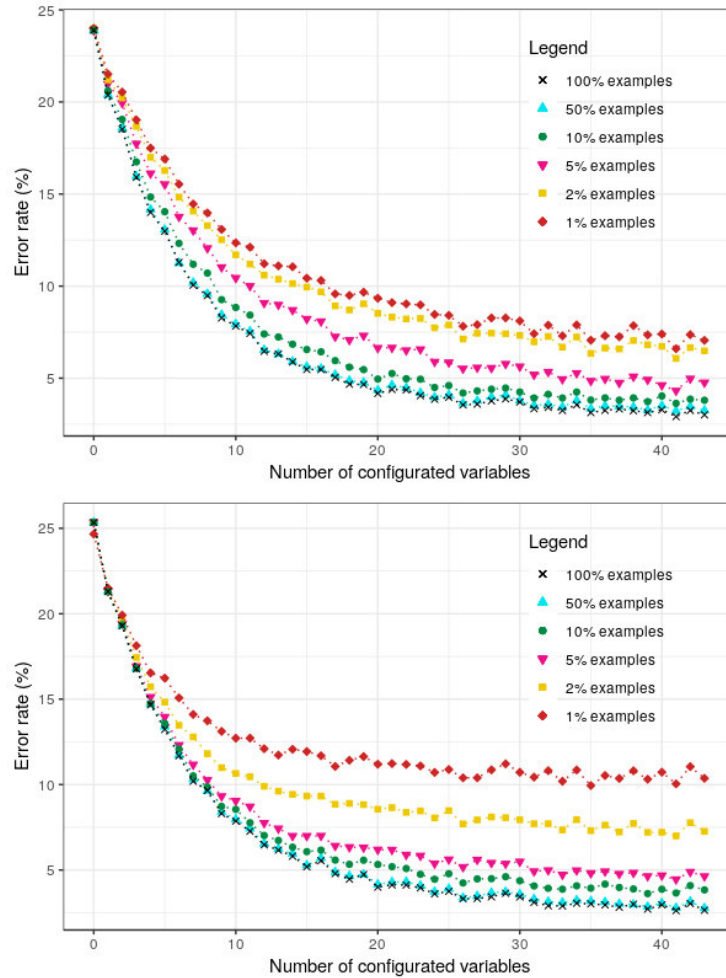 25
20
15
10
5
Error rate (%)
Legend
100% examples
50% examples
10% examples
5% examples
2% examples
1% examples
0
10
20
30
40
Number of configurated variables
25
20
15
10
5
Error rate (%)
Legend
100% examples
50% examples
10% examples
5% examples
2% examples
1% examples
0
10
20
30
40
Number of configurated variables